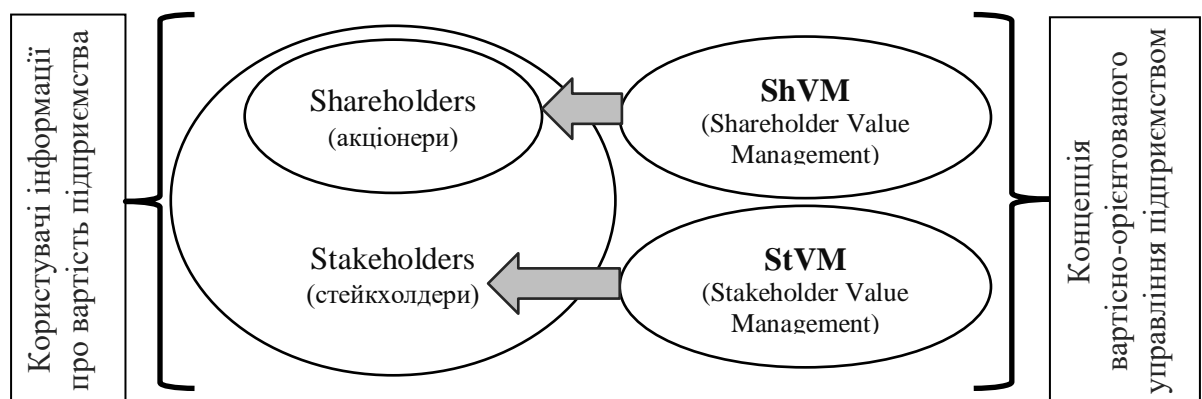 Користувачі інформації
про вартість підприємства
Shareholders
(акціонери)
Stakeholders
(стейкхолдери)
ShVM
(Shareholder Value
Management)
StVM
(Stakeholder Value
Management)
Концепція
вартісно-орієнтованого
управління підприємством